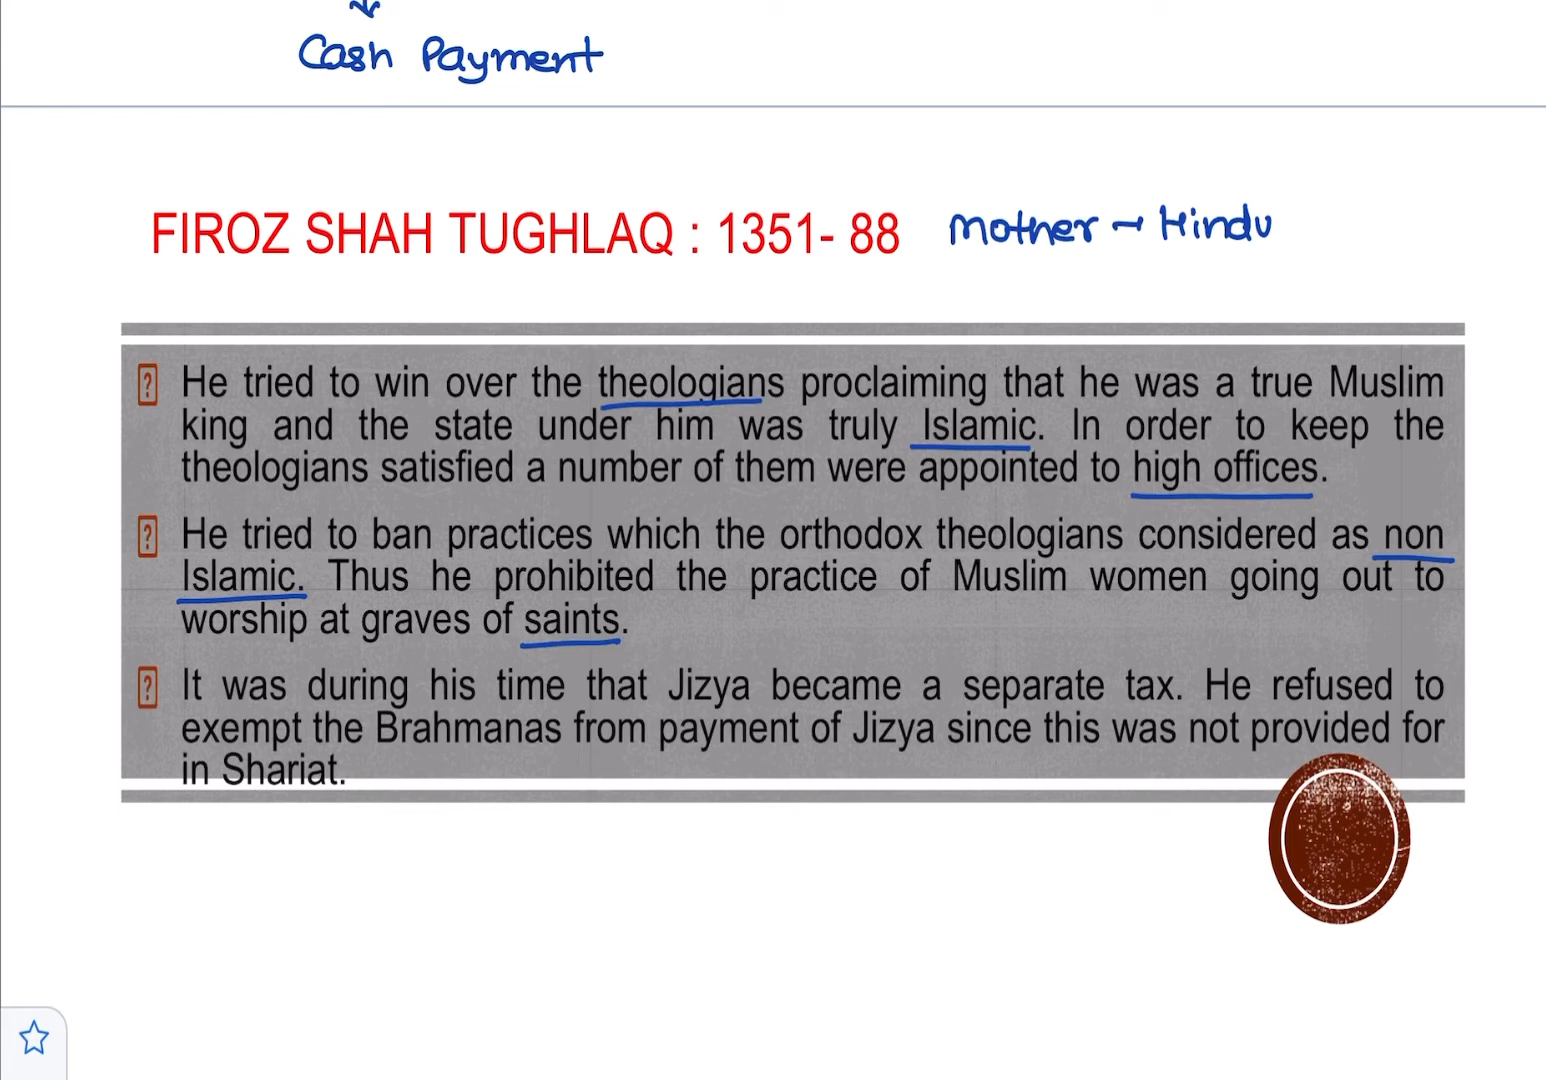 Cash Payment
FIROZ SHAH TUGHLAQ : 1351- 88 Mother → Hindu
He tried to win over the theologians proclaiming that he was a true Muslim
king and the state under him was truly Islamic. In order to keep the
theologians satisfied a number of them were appointed to high offices.
He tried to ban practices which the orthodox theologians considered as non
Islamic. Thus he prohibited the practice of Muslim women going out to
worship at graves of saints.
It was during his time that Jizya became a separate tax. He refused to
exempt the Brahmanas from payment of Jizya since this was not provided for
in Shariat.